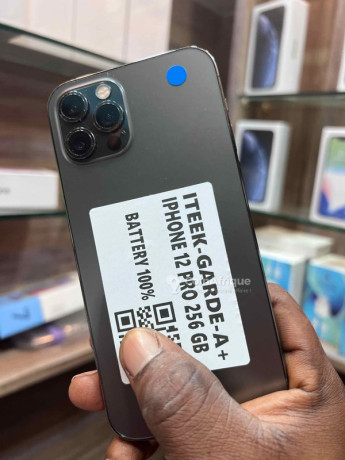 ITEEK-GARDE-A+
IPHONE 12 PRO 256 GB
BATTERY 100%